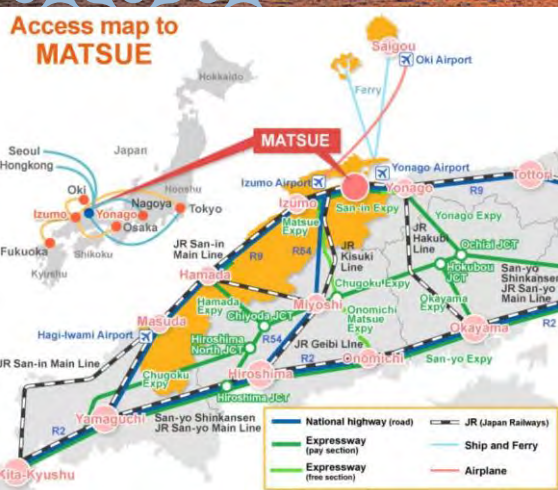 Access map to
MATSUE
Hokkaido
Saigou
Oki Airport
Ferry
Seoul
Hongkong
Japan
MATSUE
Oki
Nagoya
Honshu
Izumo
Yonago
Tokyo
Osaka
Fukuoka
Shikoku
Kyushu
Izumo Airport
Yonago Airport
Yonago
Tottori
R9
Izumo
San-in Expy
Matsue
Expy
Yonago Expy
JR San-in
Main Line
R9
R54
JR
Kisuki
Line
JR
Hakubi
Line
Ochiai JCT
Hokubou
JCT
San-yo
Shinkansen
JR San-yo
Main Line
Hamada
Hamada
Expy
Miyoshi
Chugoku Expy
Onomichi
Matsue
Expy
Okayama
Expy
Okayama
R2
Masuda
Hagi-Iwami Airport
Chiyoda JCT
Hiroshima
North JCT
R54
JR Geibi Line
R2
Onomichi
San-yo Expy
JR San-in Main Line
Chugoku
Expy
Hiroshima
Hiroshima JCT
Yamaguchi
San-yo Shinkansen
JR San-yo Main Line
R2
Kita-Kyushu
National highway (road)
JR (Japan Railways)
Expressway
(pay section)
Ship and Ferry
Expressway
(free section)
Airplane